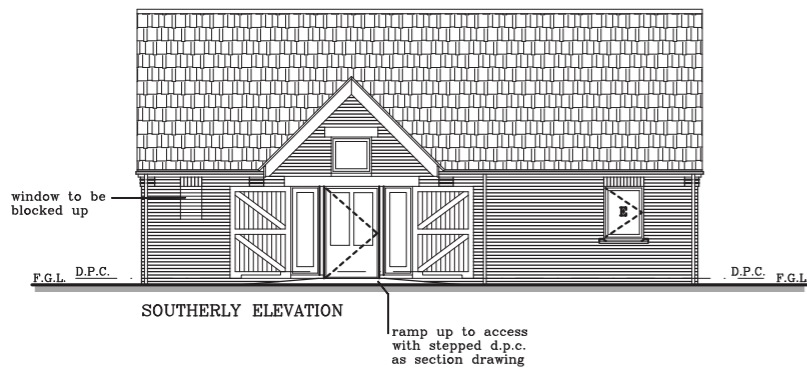 window to be
blocked up
E
F.G.L. D.P.C.
D.P.C. F.G.L
SOUTHERLY ELEVATION
ramp up to access
with stepped d.p.c.
as section drawing